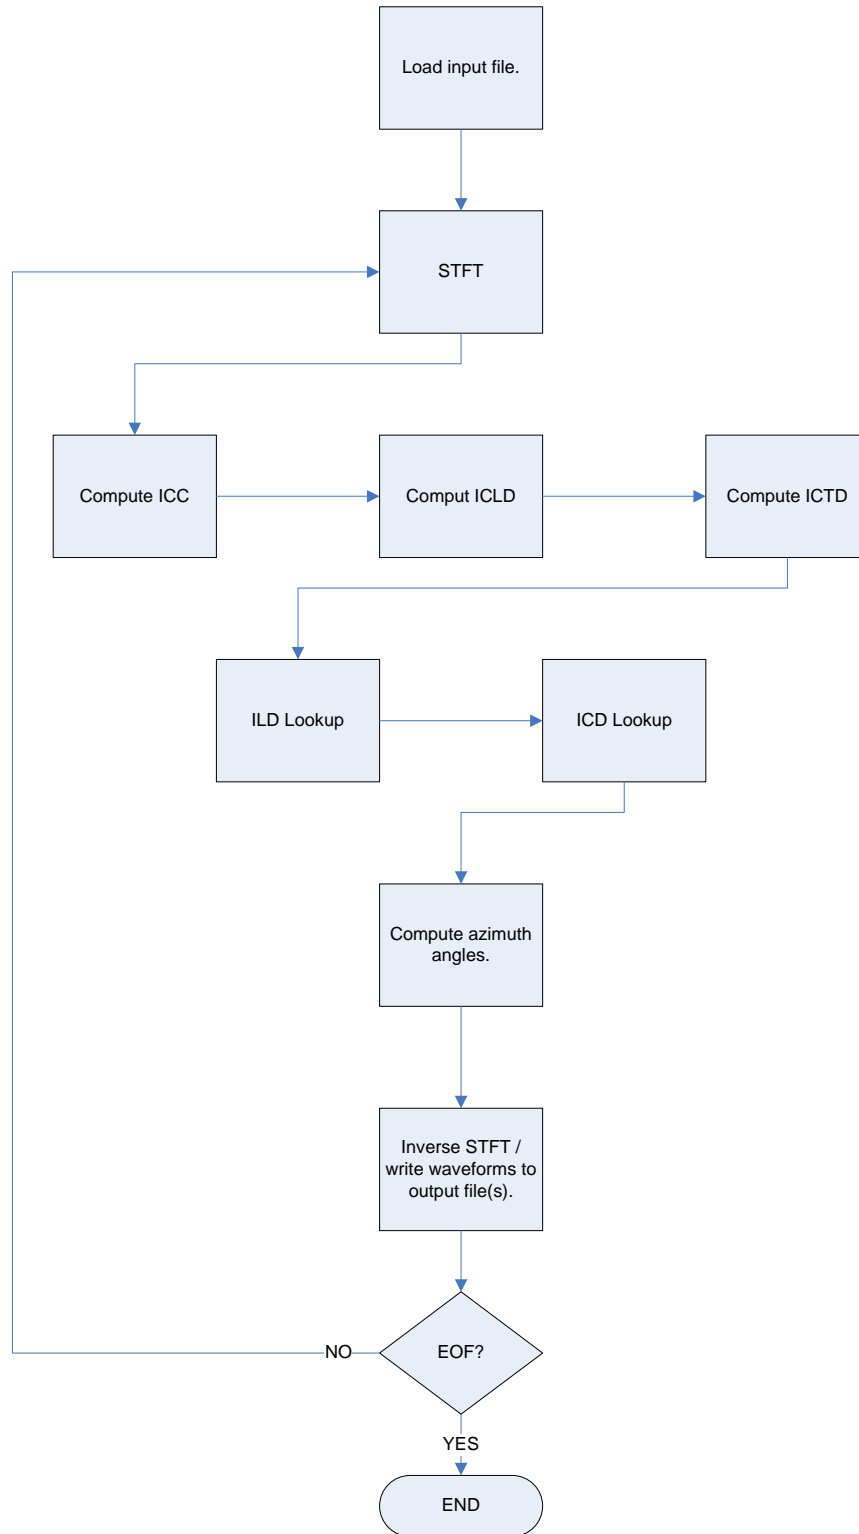 Load input file.
STFT
Compute ICC
Comput ICLD
Compute ICTD
ILD Lookup
ICD Lookup
Compute azimuth
angles.
Inverse STFT /
write waveforms to
output file(s).
NO
EOF?
YES
END